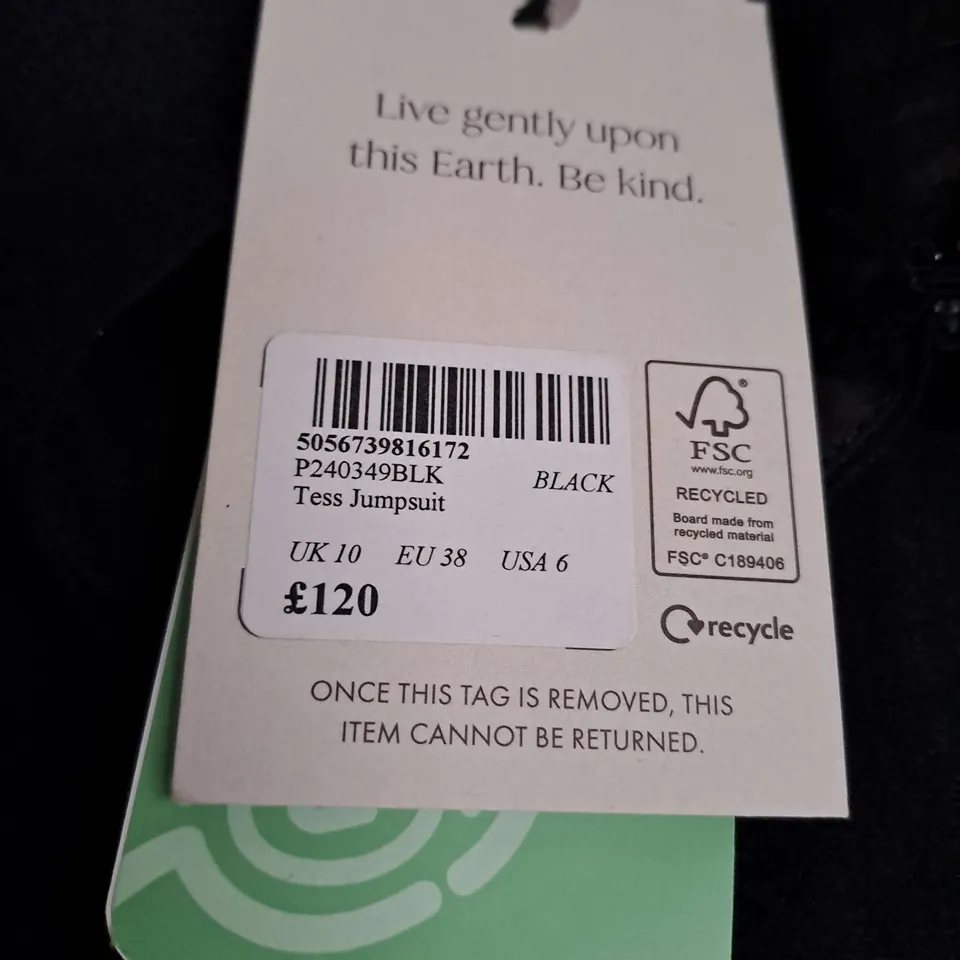 Live gently upon
this Earth. Be kind.
5056739816172
P240349BLK BLACK
Tess Jumpsuit
UK 10 EU 38 USA 6
£120
®
FSC
www.fsc.org
RECYCLED
Board made from
recycled material
FSC® C189406
recycle
ONCE THIS TAG IS REMOVED, THIS
ITEM CANNOT BE RETURNED.